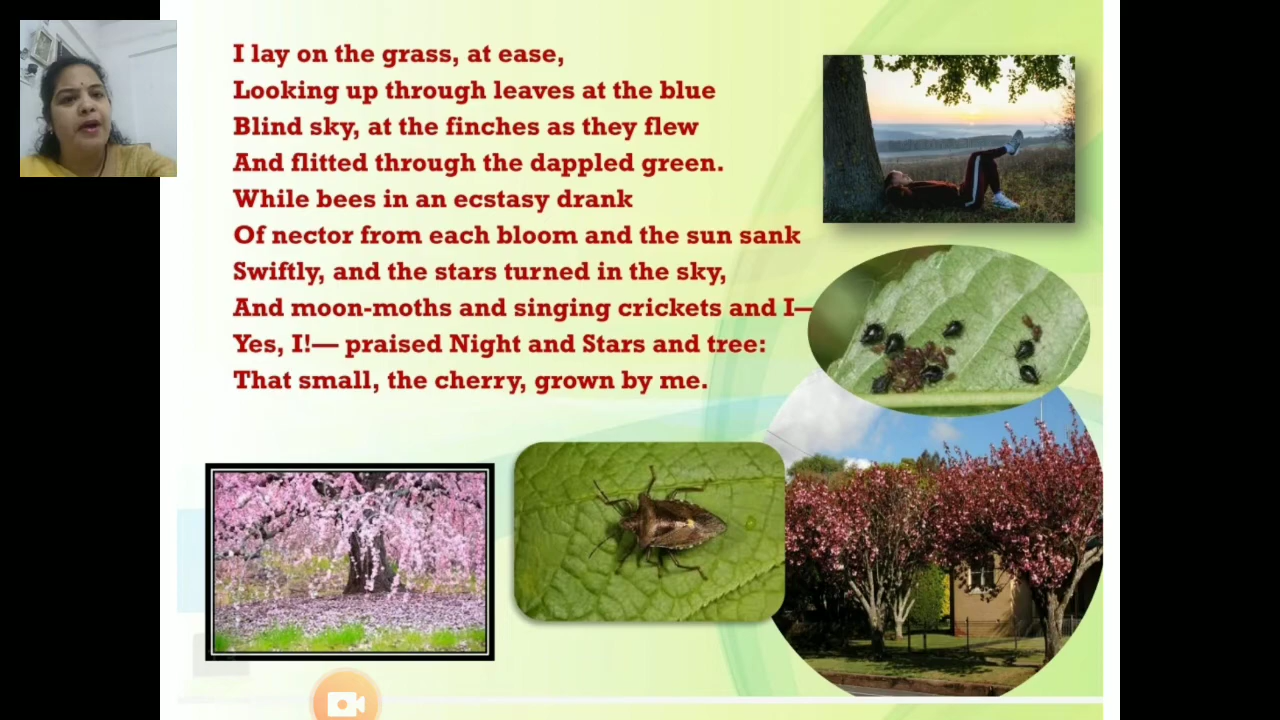 I lay on the grass, at ease,
Looking up through leaves at the blue
Blind sky, at the finches as they flew
And flitted through the dappled green.
While bees in an ecstasy drank
Of nector from each bloom and the sun sank
Swiftly, and the stars turned in the sky,
And moon-moths and singing crickets and I—
Yes, I!— praised Night and Stars and tree:
That small, the cherry, grown by me.